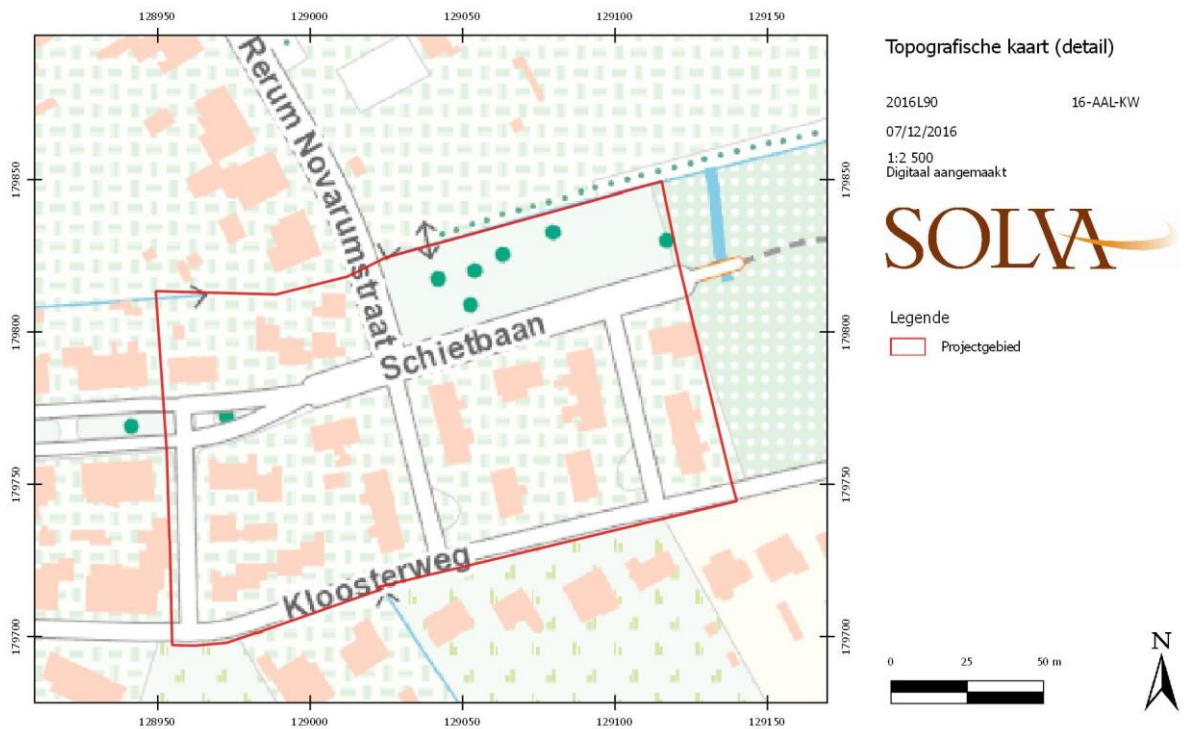 128950 129000 129050 129100 129150
179850
179800
179750
179700
179850
179800
179750
179700
Rerum Novarumstraat
Schietbaan
Kloosterweg
128950 129000 129050 129100 129150
Topografische kaart (detail)
2016L90 16-AAL-KW
07/12/2016
1:2 500
Digitaal aangemaakt
SOLVA
Legende
Projectgebied
N
0 25 50 m